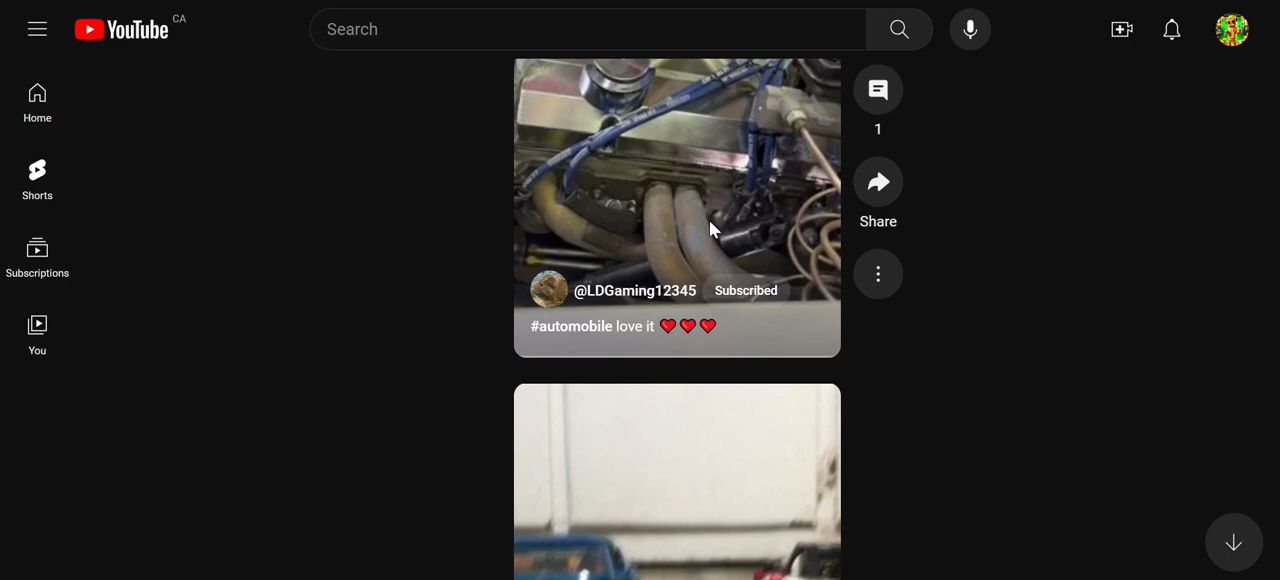 YouTube CA
Search
Home
Shorts
Subscriptions
You
1
Share
@LDGaming12345 Subscribed
#automobile love it ❤️❤️❤️